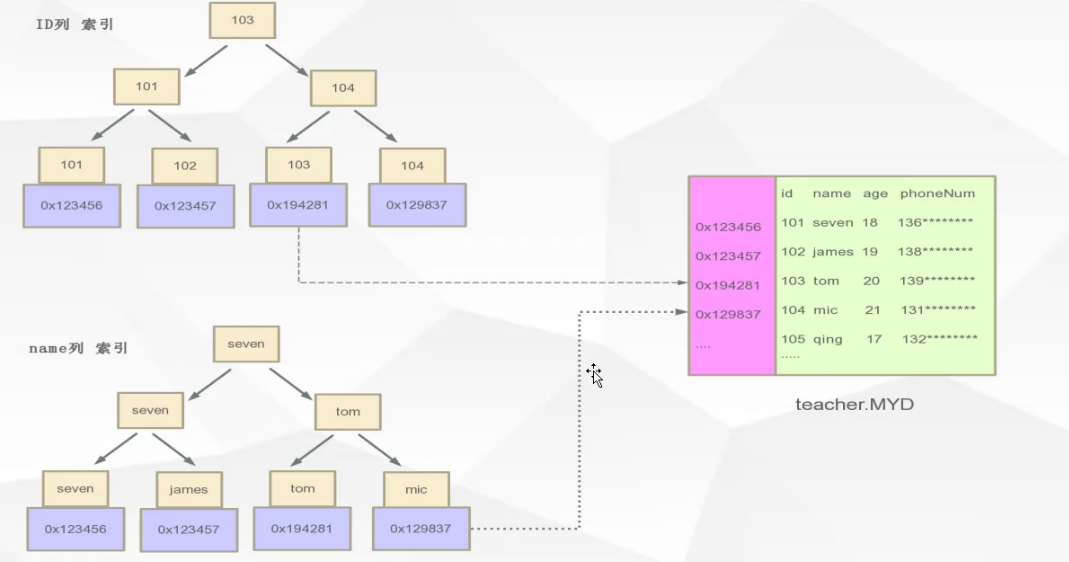 ID列 索引
103
101
104
101
102
103
104
0x123456
0x123457
0x194281
0x129837
name列 索引
seven
seven
tom
seven
james
tom
mic
0x123456
0x123457
0x194281
0x129837
0x123456
0x123457
0x194281
0x129837
....
id name age phoneNum
101 seven 18 136********
102 james 19 138********
103 tom 20 139********
104 mic 21 131********
105 qing 17 132********
.....
teacher.MYD